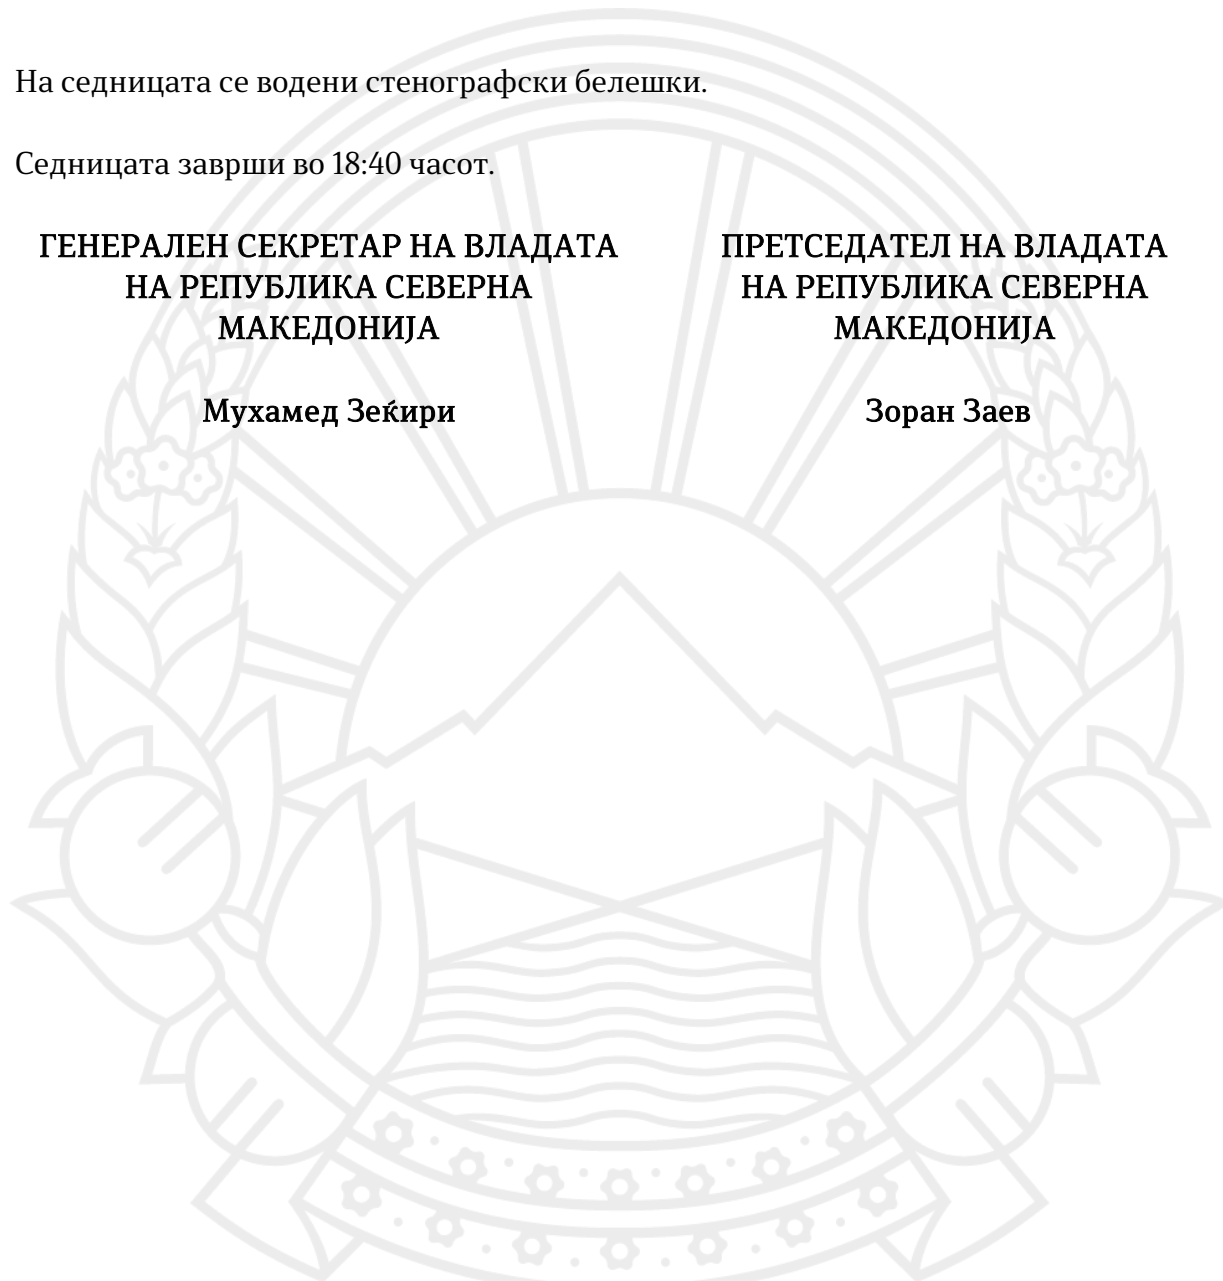 На седницата се водени стенографски белешки.
Седницата заврши во 18:40 часот.
ГЕНЕРАЛЕН СЕКРЕТАР НА ВЛАДАТА
НА РЕПУБЛИКА СЕВЕРНА
МАКЕДОНИЈА
Мухамед Зеќири
ПРЕТСЕДАТЕЛ НА ВЛАДАТА
НА РЕПУБЛИКА СЕВЕРНА
МАКЕДОНИЈА
Зоран Заев